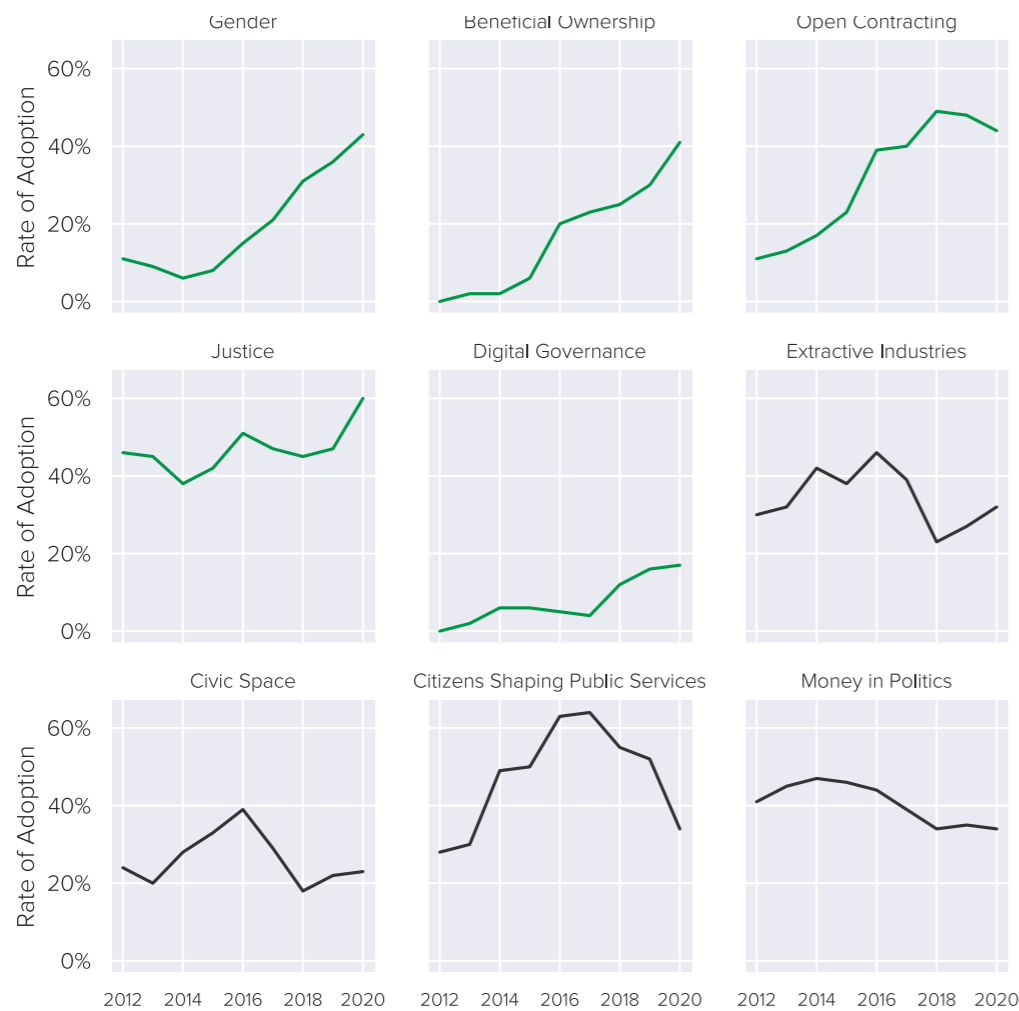 Gender Beneficial Ownership Open Contracting
60%
40%
20%
0%
Rate of Adoption
Justice Digital Governance Extractive Industries
60%
40%
20%
0%
Rate of Adoption
Civic Space Citizens Shaping Public Services Money in Politics
60%
40%
20%
0%
Rate of Adoption
2012 2014 2016 2018 2020 2012 2014 2016 2018 2020 2012 2014 2016 2018 2020